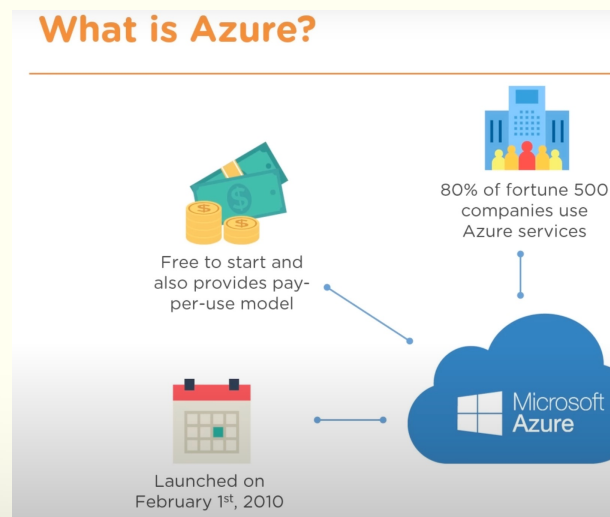 What is Azure?
80% of fortune 500
companies use
Azure services
Free to start and
also provides pay-
per-use model
Microsoft
Azure
Launched on
February 1st, 2010